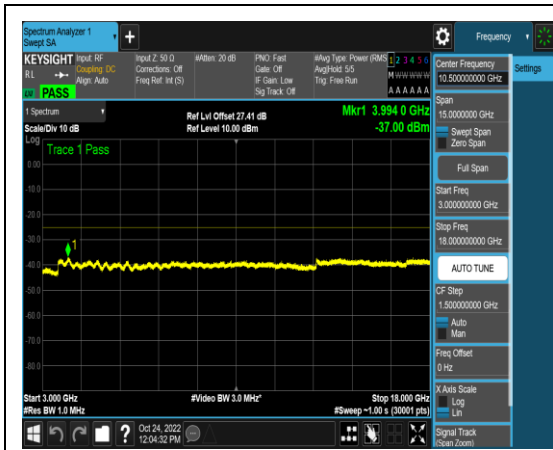 Spectrum Analyzer 1
Swept SA
Frequency
KEYSIGHT
RL
PASS
Input: RF
Coupling: DC
Align: Auto
Input Z: 50 Ω
Corrections: Off
Freq Ref: Int (S)
#Atten: 20 dB
PNO: Fast
Gate: Off
IF Gain: Low
Sig Track: Off
#Avg Type: Power (RMS
Avg|Hold: 5/5
Trig: Free Run
1 2 3 4 5 6
M W W W W W
A A A A A A
1 Spectrum
Scale/Div 10 dB
Ref Lvl Offset 27.41 dB
Ref Level 10.00 dBm
Mkr1 3.994 0 GHz
-37.00 dBm
Log
Trace 1 Pass
0.00
-10.0
-20.0
-30.0
-40.0
-50.0
-60.0
-70.0
-80.0
1
Start 3.000 GHz
#Res BW 1.0 MHz
#Video BW 3.0 MHz*
Stop 18.000 GHz
#Sweep ~1.00 s (30001 pts)
Oct 24, 2022
12:04:32 PM
Center Frequency
10.500000000 GHz
Span
15.0000000 GHz
Swept Span
Zero Span
Full Span
Start Freq
3.000000000 GHz
Stop Freq
18.000000000 GHz
AUTO TUNE
CF Step
1.500000000 GHz
Auto
Man
Freq Offset
0 Hz
X Axis Scale
Log
Lin
Signal Track
(Span Zoom)
Settings